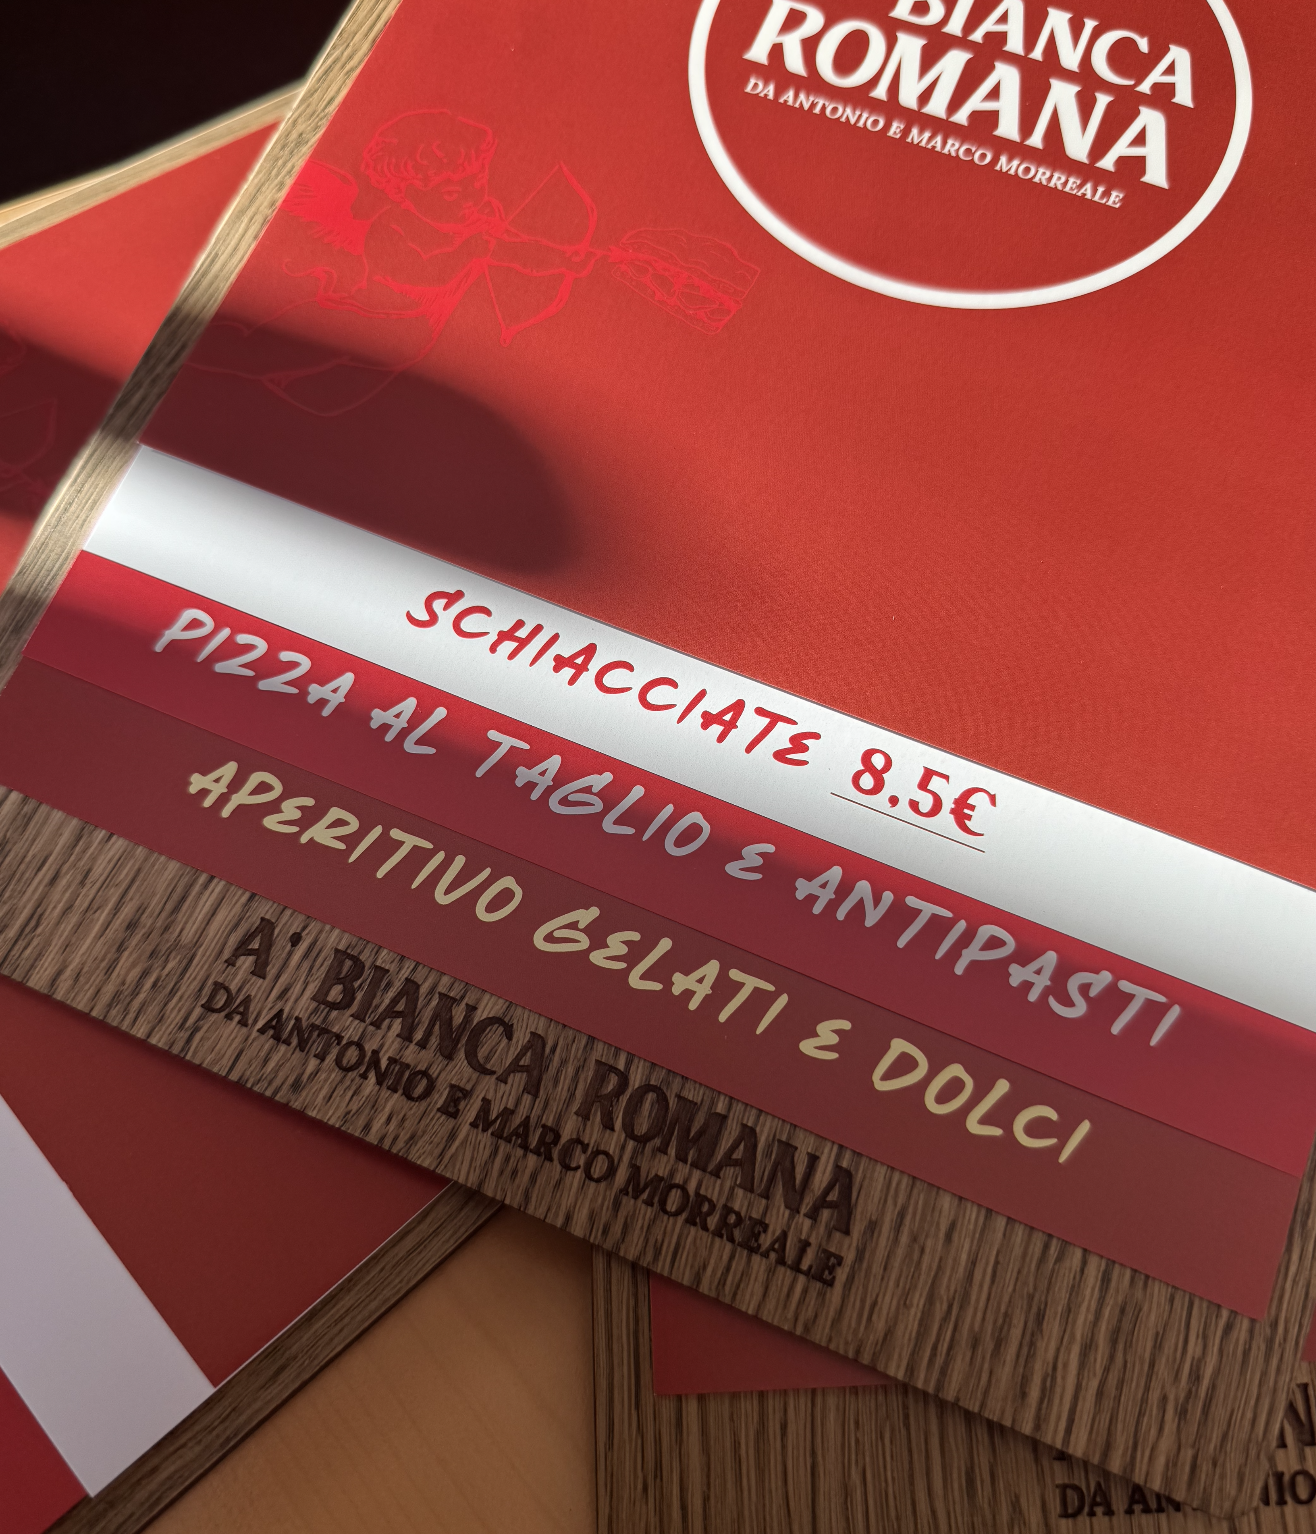 BIANCA
ROMANA
DA ANTONIO E MARCO MORREALE
SCHIACCIATE 8,5€
PIZZA AL TAGLIO E ANTIPASTI
APERITIVO GELATI E DOLCI
A' BIANCA ROMANA
DA ANTONIO E MARCO MORREALE
DA